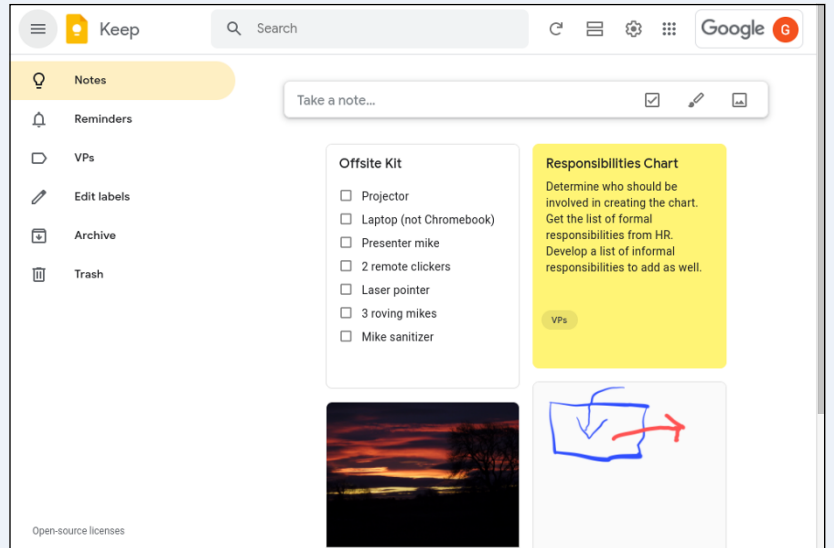 Keep
Search
Google
G
Notes
Reminders
VPs
Edit labels
Archive
Trash
Take a note...
Offsite Kit
Projector
Laptop (not Chromebook)
Presenter mike
2 remote clickers
Laser pointer
3 roving mikes
Mike sanitizer
Responsibilities Chart
Determine who should be
involved in creating the chart.
Get the list of formal
responsibilities from HR.
Develop a list of informal
responsibilities to add as well.
VPs
Open-source licenses